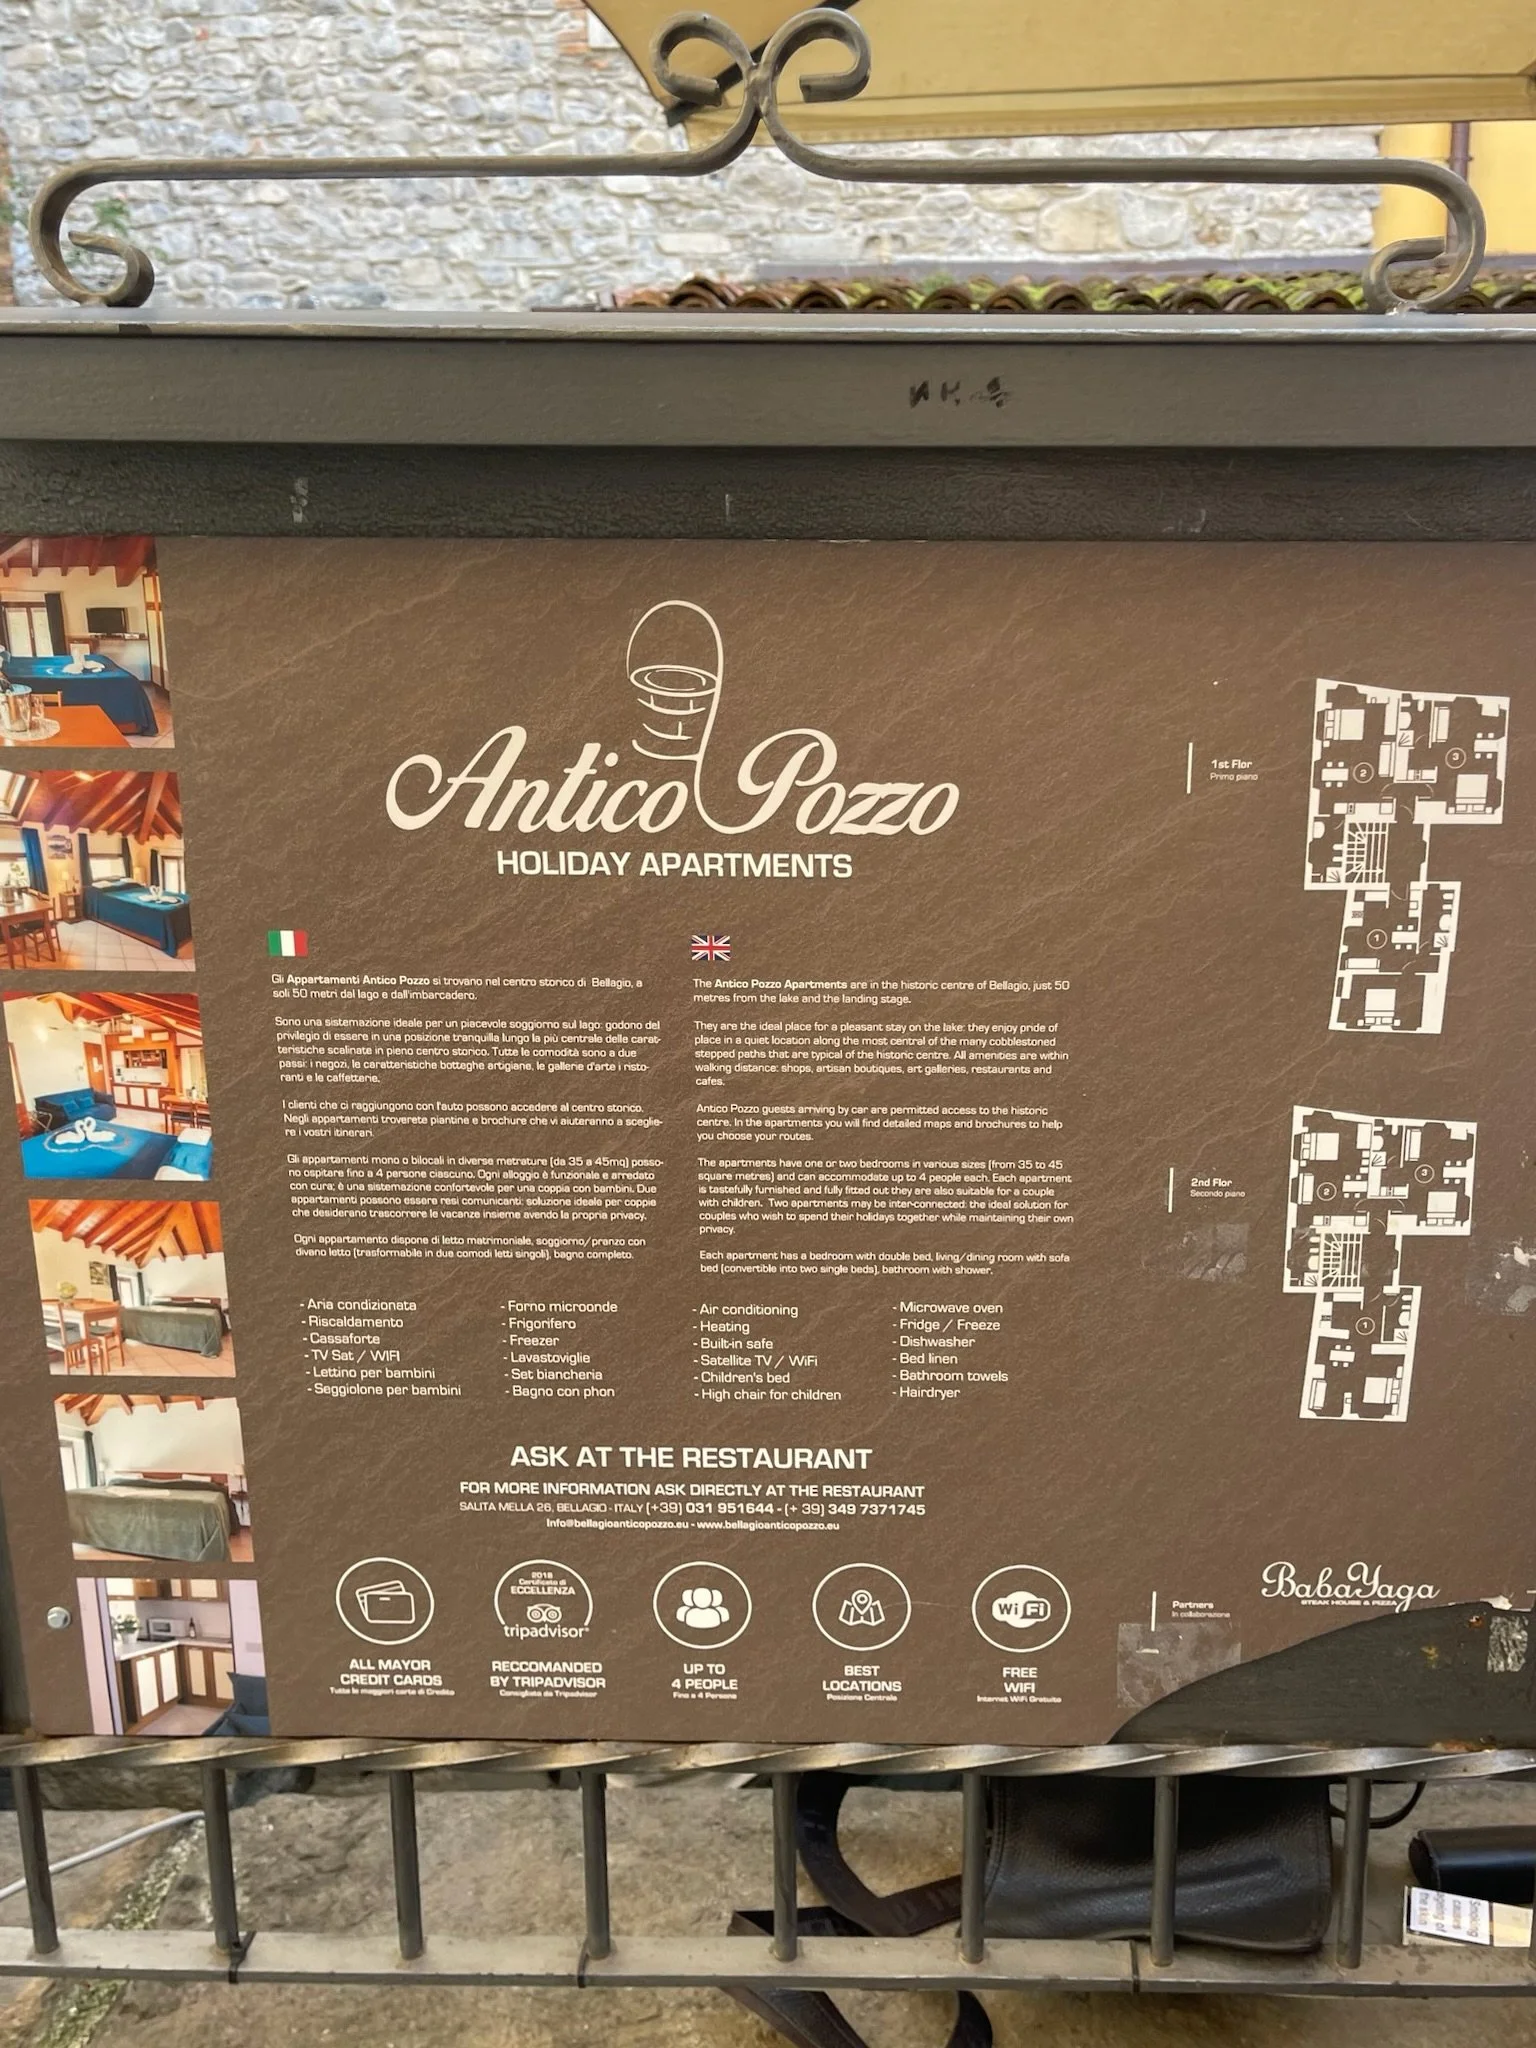 Antico Pozzo
HOLIDAY APARTMENTS
Gli Appartamenti Antico Pozzo si trovano nel centro storico di Bellagio, a
soli 50 metri dal lago e dall'imbarcadero.
Sono una sistemazione ideale per un piacevole soggiorno sul lago: godono del
privilegio di essere in una posizione tranquilla lungo la più centrale delle carat-
teristiche scalinate in pieno centro storico. Tutte le comodità sono a due
passi: i negozi, le caratteristiche botteghe artigiane, le gallerie d'arte i risto-
ranti e le caffetterie.
I clienti che ci raggiungono con l'auto possono accedere al centro storico.
Negli appartamenti troverete piantine e brochure che vi aiuteranno a sceglie-
re i vostri itinerari.
Gli appartamenti mono o bilocali in diverse metrature (da 35 a 45mq) posso-
no ospitare fino a 4 persone ciascuno. Ogni alloggio è funzionale e arredato
con cura; è una sistemazione confortevole per una coppia con bambini. Due
appartamenti possono essere resi comunicanti: soluzione ideale per coppie
che desiderano trascorrere le vacanze insieme avendo la propria privacy.
Ogni appartamento dispone di letto matrimoniale, soggiorno/pranzo con
divano letto (trasformabile in due comodi letti singoli), bagno completo.
- Aria condizionata
- Riscaldamento
- Cassaforte
- TV Sat / WIFI
- Lettino per bambini
- Seggiolone per bambini
- Forno microonde
- Frigorifero
- Freezer
- Lavastoviglie
- Set biancheria
- Bagno con phon
The Antico Pozzo Apartments are in the historic centre of Bellagio, just 50
metres from the lake and the landing stage.
They are the ideal place for a pleasant stay on the lake: they enjoy pride of
place in a quiet location along the most central of the many cobblestoned
stepped paths that are typical of the historic centre. All amenities are within
walking distance: shops, artisan boutiques, art galleries, restaurants and
cafes.
Antico Pozzo guests arriving by car are permitted access to the historic
centre. In the apartments you will find detailed maps and brochures to help
you choose your routes.
The apartments have one or two bedrooms in various sizes (from 35 to 45
square metres) and can accommodate up to 4 people each. Each apartment
is tastefully furnished and fully fitted out they are also suitable for a couple
with children. Two apartments may be inter-connected: the ideal solution for
couples who wish to spend their holidays together while maintaining their own
privacy.
Each apartment has a bedroom with double bed, living/dining room with sofa
bed (convertible into two single beds), bathroom with shower.
- Air conditioning
- Heating
- Built-in safe
- Satellite TV / WiFi
- Children's bed
- High chair for children
- Microwave oven
- Fridge / Freeze
- Dishwasher
- Bed linen
- Bathroom towels
- Hairdryer
ASK AT THE RESTAURANT
FOR MORE INFORMATION ASK DIRECTLY AT THE RESTAURANT
SALITA MELLA 26, BELLAGIO - ITALY (+39) 031 951644 - (+ 39) 349 7371745
Info@bellagioanticopozzo.eu - www.bellagioanticopozzo.eu
ALL MAYOR
CREDIT CARDS
Tutte le maggiori carte di Credito
2018
Certificato di
ECCELLENZA
tripadvisor®
RECCOMANDED
BY TRIPADVISOR
Consigliato da Tripadvisor
UP TO
4 PEOPLE
Fino a 4 Persone
BEST
LOCATIONS
Posizione Centrale
Wi Fi
FREE
WIFI
Internet WiFi Gratuito
1st Flor
Primo piano
2
3
1
2nd Flor
Secondo piano
2
3
1
Partners
In collaborazione
BabaYaga
STEAK HOUSE & PIZZA
Smoking
causes
ageing of
the skin